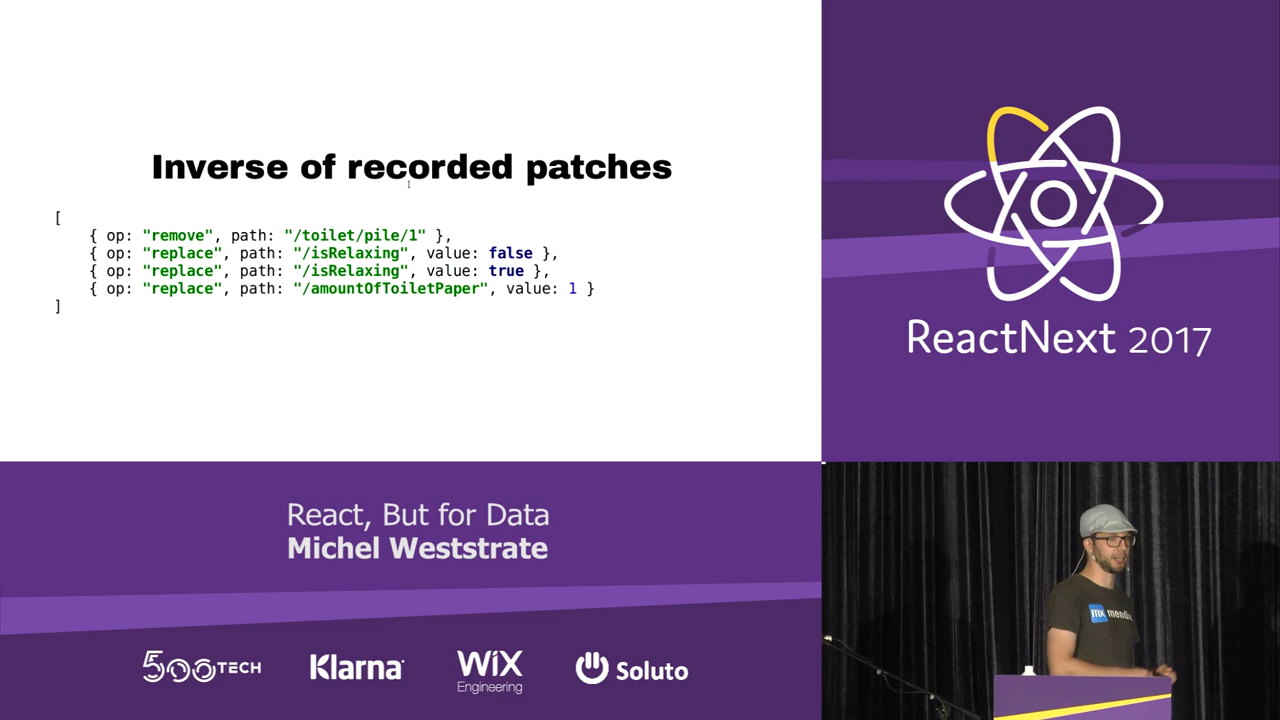 Inverse of recorded patches
[
{ op: "remove", path: "/toilet/pile/1" },
{ op: "replace", path: "/isRelaxing", value: false },
{ op: "replace", path: "/isRelaxing", value: true },
{ op: "replace", path: "/amountOfToiletPaper", value: 1 }
]
ReactNext 2017
React, But for Data
Michel Weststrate
500TECH
Klarna
WiX
Engineering
Soluto
mx